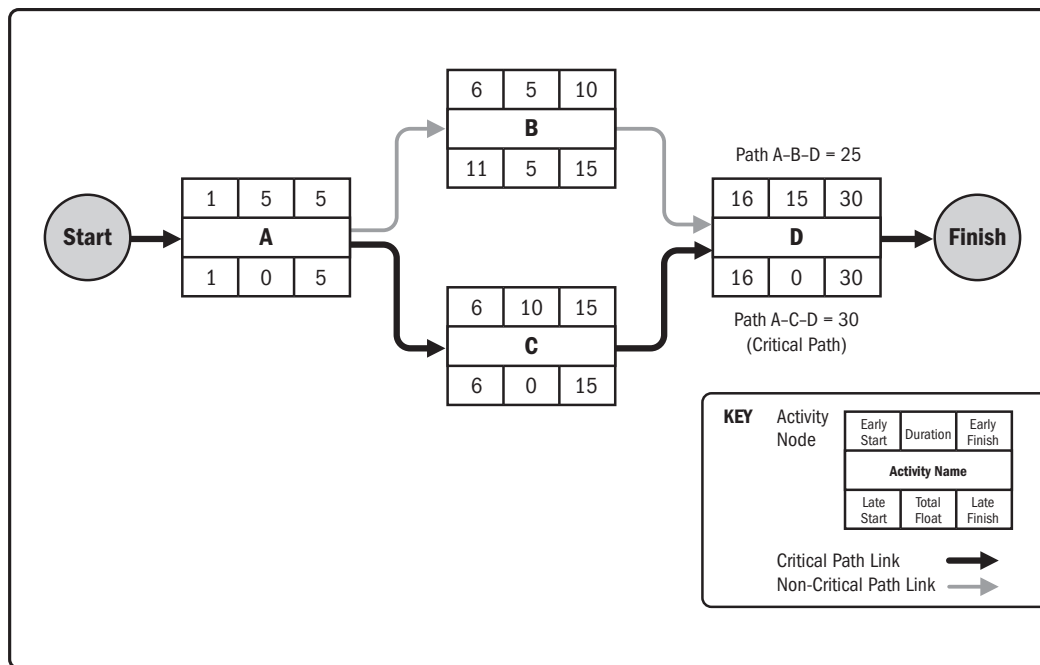 6 5 10
B
11 5 15
Path A–B–D = 25
1 5 5
16 15 30
Start
A
D
Finish
1 0 5
16 0 30
6 10 15
Path A–C–D = 30
(Critical Path)
C
6 0 15
KEY
Activity
Node
Early
Start
Duration
Early
Finish
Activity Name
Late
Start
Total
Float
Late
Finish
Critical Path Link
Non-Critical Path Link